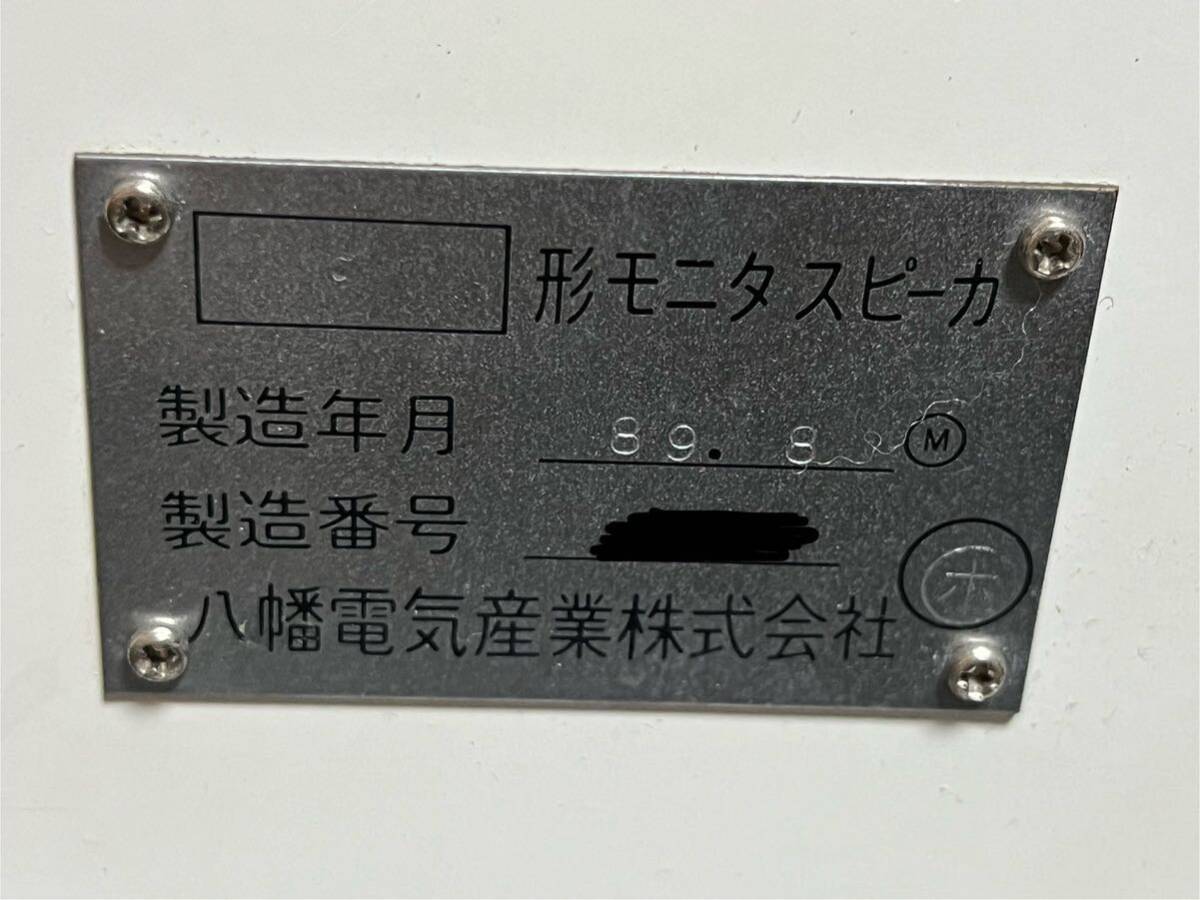 形モニタスピーカ
製造年月 89. 8 Ⓜ
製造番号
八幡電気産業株式会社 ホ